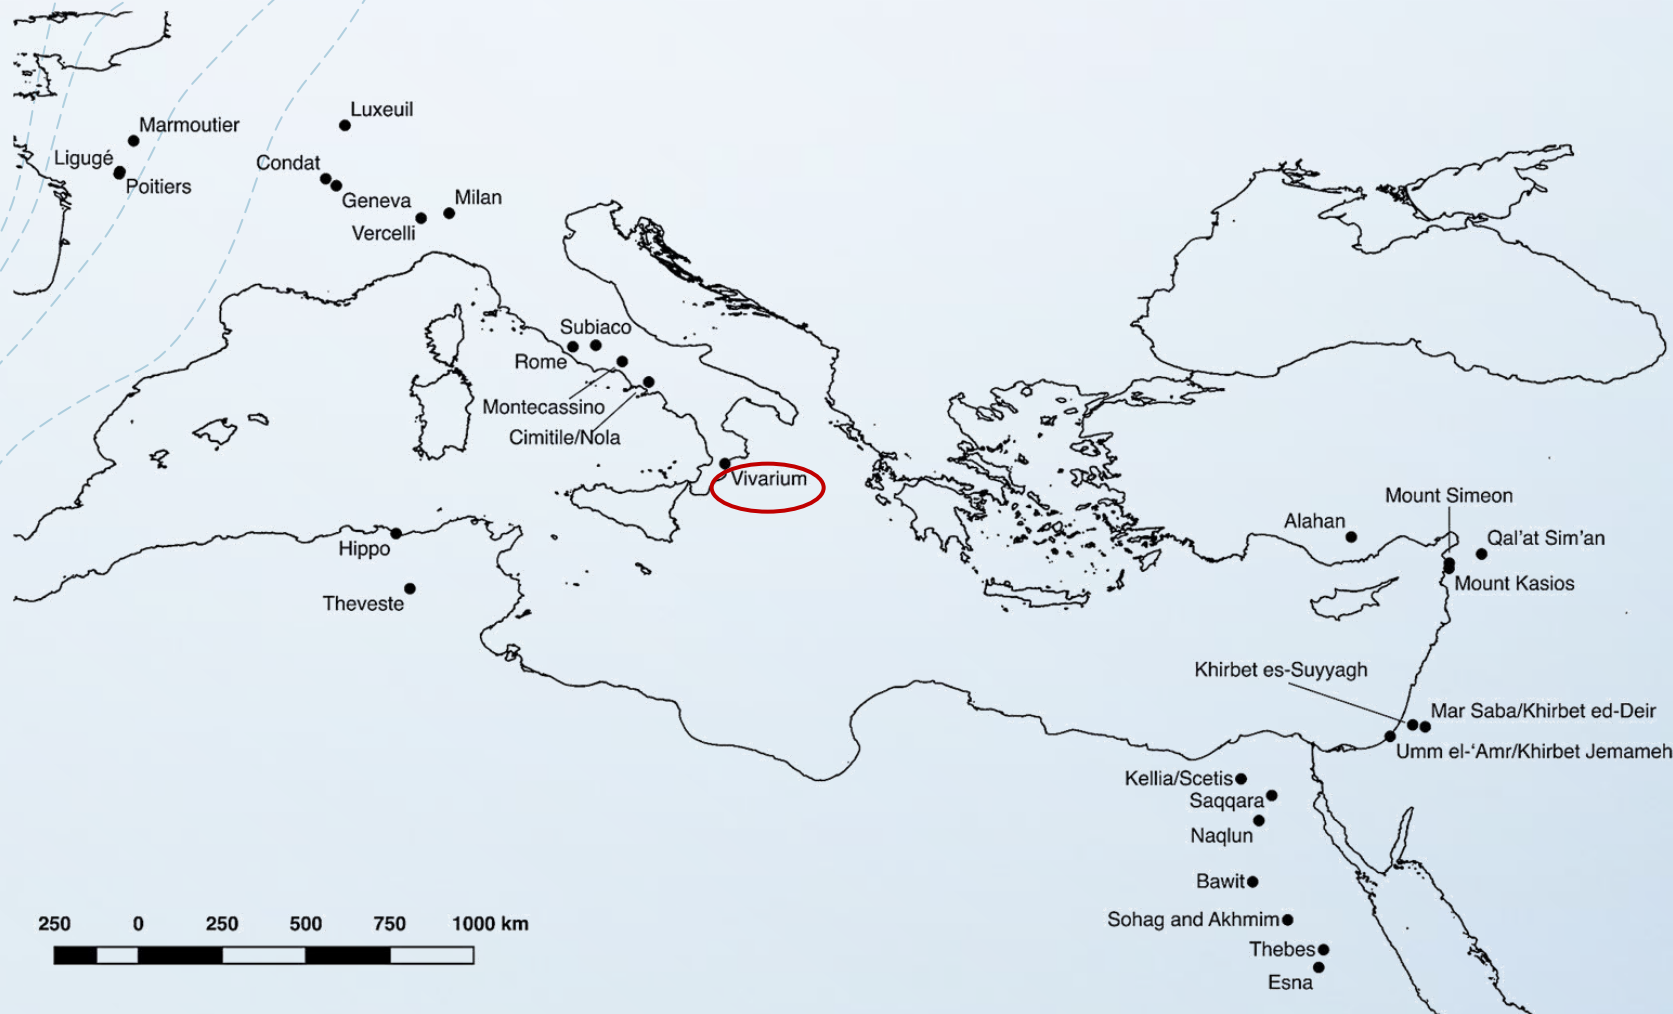 Luxeuil
Marmoutier
Ligugé
Poitiers
Condat
Geneva
Milan
Vercelli
Subiaco
Rome
Montecassino
Cimitile/Nola
Vivarium
Hippo
Theveste
Mount Simeon
Alahan
Qal’at Sim’an
Mount Kasios
Khirbet es-Suyyagh
Mar Saba/Khirbet ed-Deir
Umm el-‘Amr/Khirbet Jemameh
Kellia/Scetis
Saqqara
Naqlun
Bawit
Sohag and Akhmim
Thebes
Esna
250 0 250 500 750 1000 km